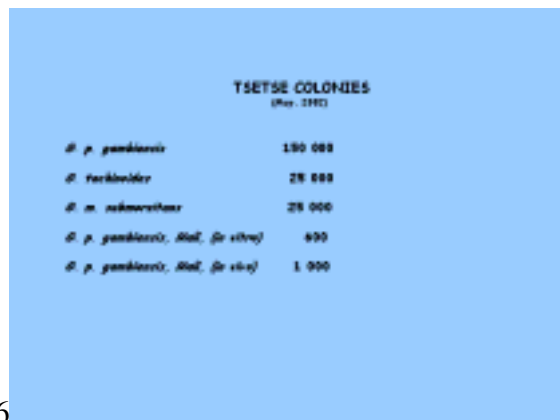 TSETSE COLONIES
G. p. gambiensis 150 000
G. tachinoides 25 000
G. m. submorsitans 25 000
G. p. gambiensis, Mali, (in vitro) 600
G. p. gambiensis, Mali, (in vivo) 1 000
6